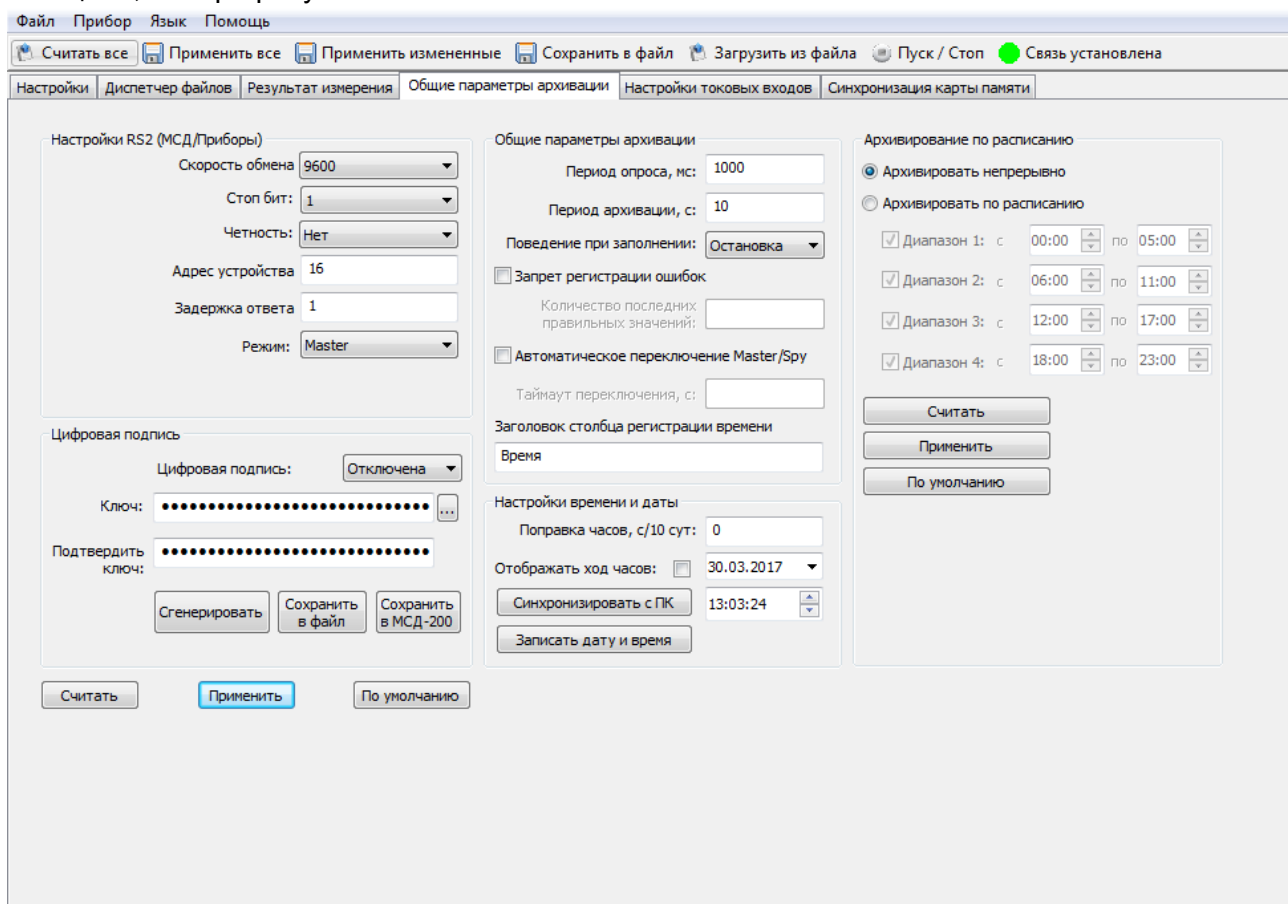 Файл Прибор Язык Помощь
Считать все Применить все Применить измененные Сохранить в файл Загрузить из файла Пуск / Стоп Связь установлена
Настройки Диспетчер файлов Результат измерения Общие параметры архивации Настройки токовых входов Синхронизация карты памяти
Настройки RS2 (МСД/Приборы)
Скорость обмена 9600
Стоп бит: 1
Четность: Нет
Адрес устройства 16
Задержка ответа 1
Режим: Master
Цифровая подпись
Цифровая подпись: Отключена
Ключ: ●●●●●●●●●●●●●●●●●●●●●●●●●●●●● ...
Подтвердить
ключ: ●●●●●●●●●●●●●●●●●●●●●●●●●●●●●
Сгенерировать
Сохранить
в файл
Сохранить
в МСД-200
Считать Применить По умолчанию
Общие параметры архивации
Период опроса, мс: 1000
Период архивации, с: 10
Поведение при заполнении: Остановка
Запрет регистрации ошибок
Количество последних
правильных значений:
Автоматическое переключение Master/Spy
Таймаут переключения, с:
Заголовок столбца регистрации времени
Время
Настройки времени и даты
Поправка часов, с/10 сут: 0
Отображать ход часов: 30.03.2017
Синхронизировать с ПК 13:03:24
Записать дату и время
Архивирование по расписанию
Архивировать непрерывно
Архивировать по расписанию
Диапазон 1: с 00:00 по 05:00
Диапазон 2: с 06:00 по 11:00
Диапазон 3: с 12:00 по 17:00
Диапазон 4: с 18:00 по 23:00
Считать
Применить
По умолчанию